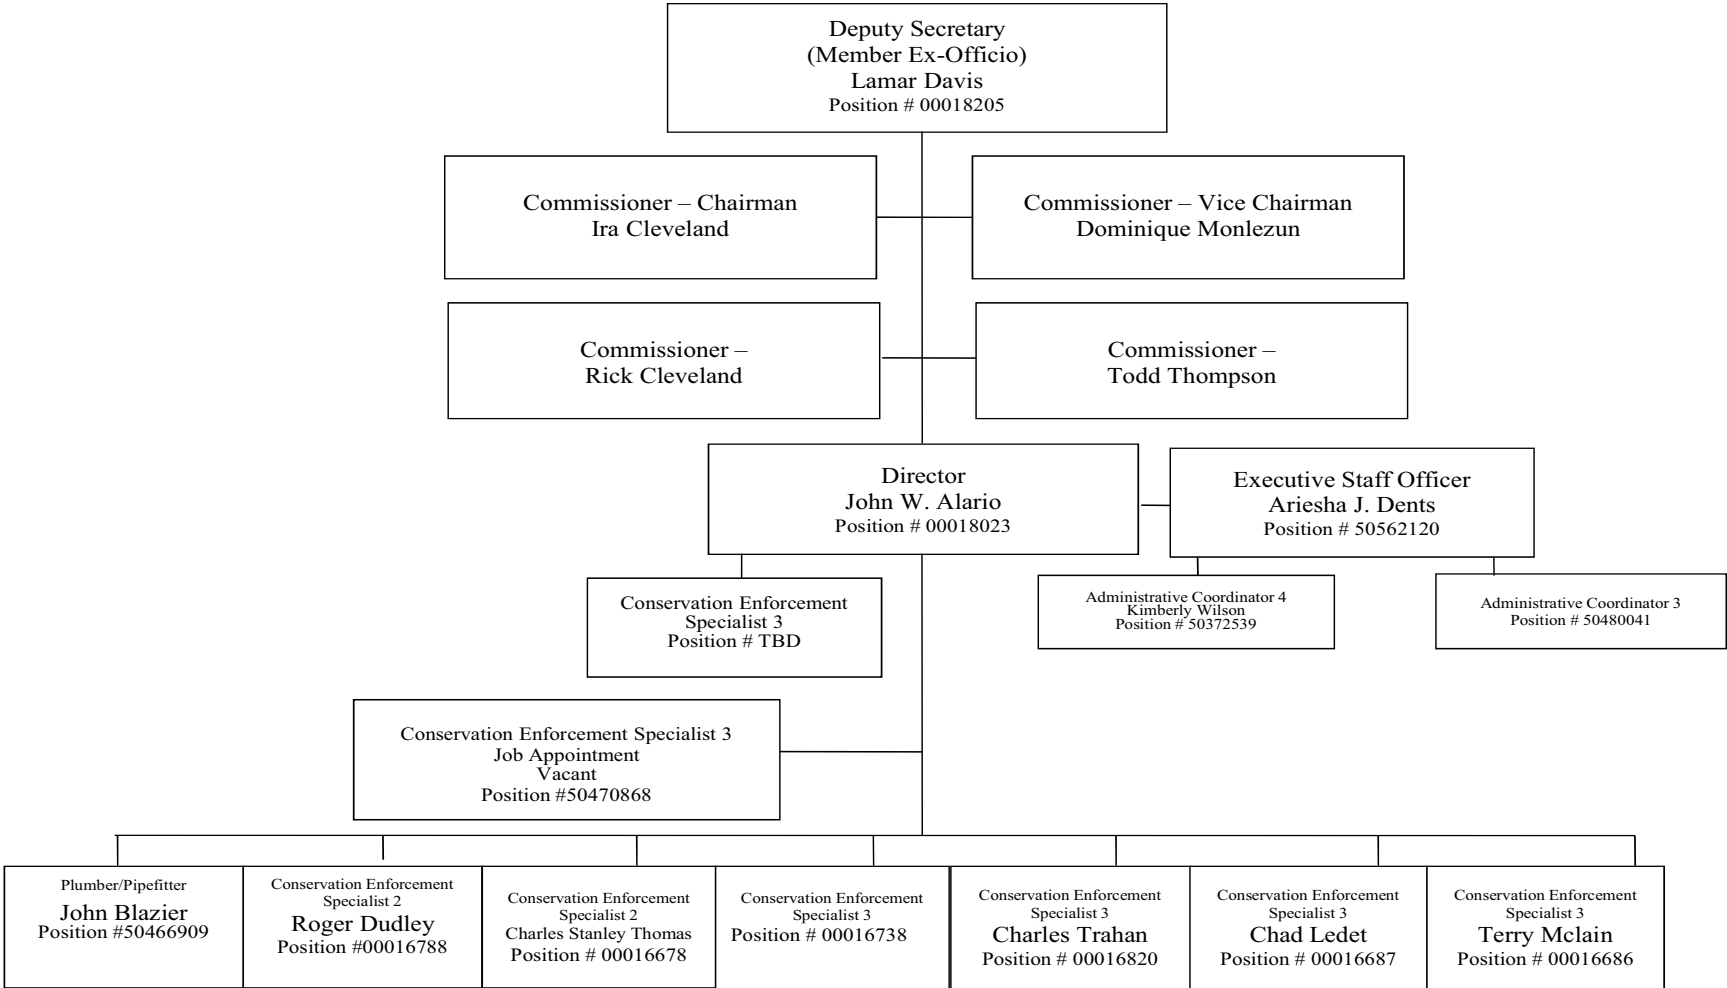 Deputy Secretary
(Member Ex-Officio)
Lamar Davis
Position # 00018205
Commissioner – Chairman
Ira Cleveland
Commissioner – Vice Chairman
Dominique Monlezun
Commissioner –
Rick Cleveland
Commissioner –
Todd Thompson
Director
John W. Alario
Position # 00018023
Executive Staff Officer
Ariesha J. Dents
Position # 50562120
Conservation Enforcement
Specialist 3
Position # TBD
Administrative Coordinator 4
Kimberly Wilson
Position # 50372539
Administrative Coordinator 3
Position # 50480041
Conservation Enforcement Specialist 3
Job Appointment
Vacant
Position #50470868
Plumber/Pipefitter
John Blazier
Position #50466909
Conservation Enforcement
Specialist 2
Roger Dudley
Position #00016788
Conservation Enforcement
Specialist 2
Charles Stanley Thomas
Position # 00016678
Conservation Enforcement
Specialist 3
Position # 00016738
Conservation Enforcement
Specialist 3
Charles Trahan
Position # 00016820
Conservation Enforcement
Specialist 3
Chad Ledet
Position # 00016687
Conservation Enforcement
Specialist 3
Terry Mclain
Position # 00016686